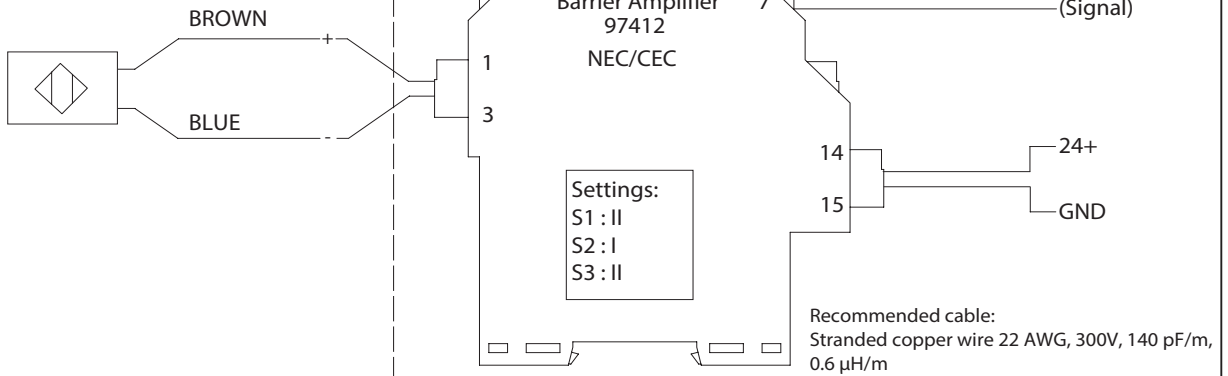 BROWN
+
BLUE
-
Barrier Amplifier
97412
NEC/CEC
7
(Signal)
1
3
Settings:
S1 : II
S2 : I
S3 : II
14
15
24+
GND
Recommended cable:
Stranded copper wire 22 AWG, 300V, 140 pF/m,
0.6 µH/m